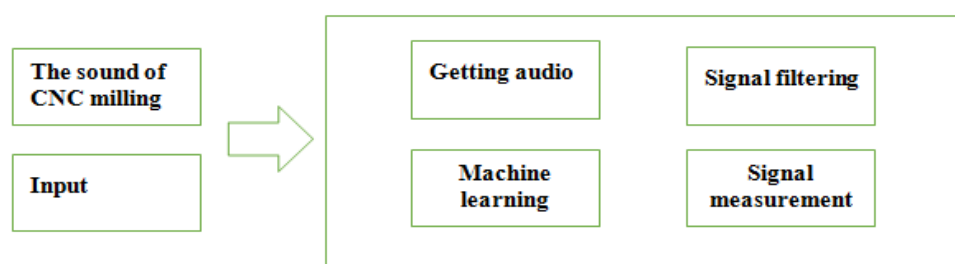 The sound of
CNC milling
Input
Getting audio
Signal filtering
Machine
learning
Signal
measurement